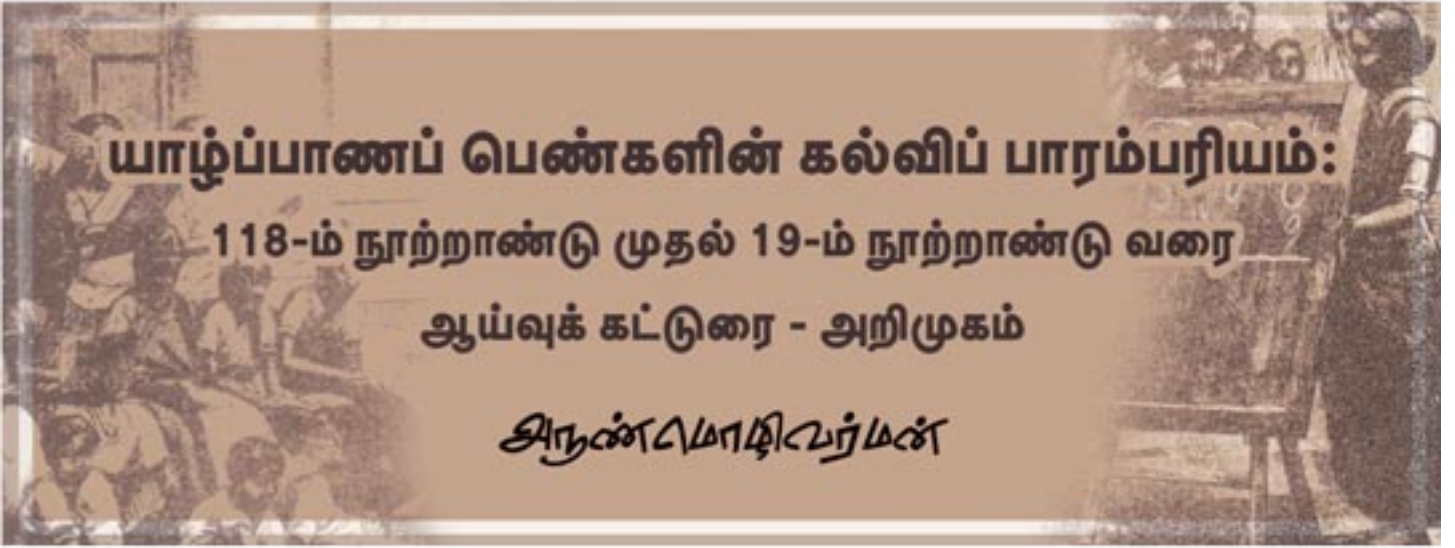 யாழ்ப்பாணப் பெண்களின் கல்விப் பாரம்பரியம்:
118-ம் நூற்றாண்டு முதல் 19-ம் நூற்றாண்டு வரை
ஆய்வுக் கட்டுரை - அறிமுகம்
அருண்மொழிவர்மன்